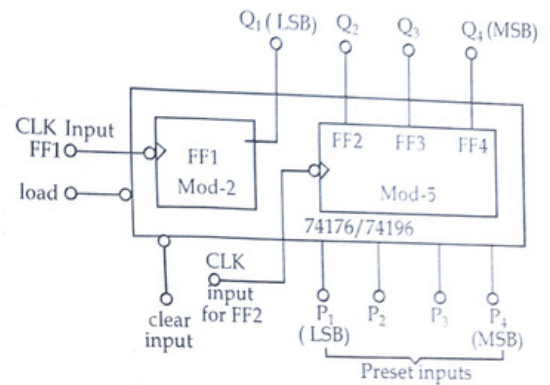 Q1 (LSB) Q2 Q3 Q4 (MSB)
CLK Input
FF1
FF1
Mod-2
FF2 FF3 FF4
Mod-5
load
74176/74196
CLK
input
for FF2
clear
input
P1
(LSB)
P2
P3
P4
(MSB)
Preset inputs